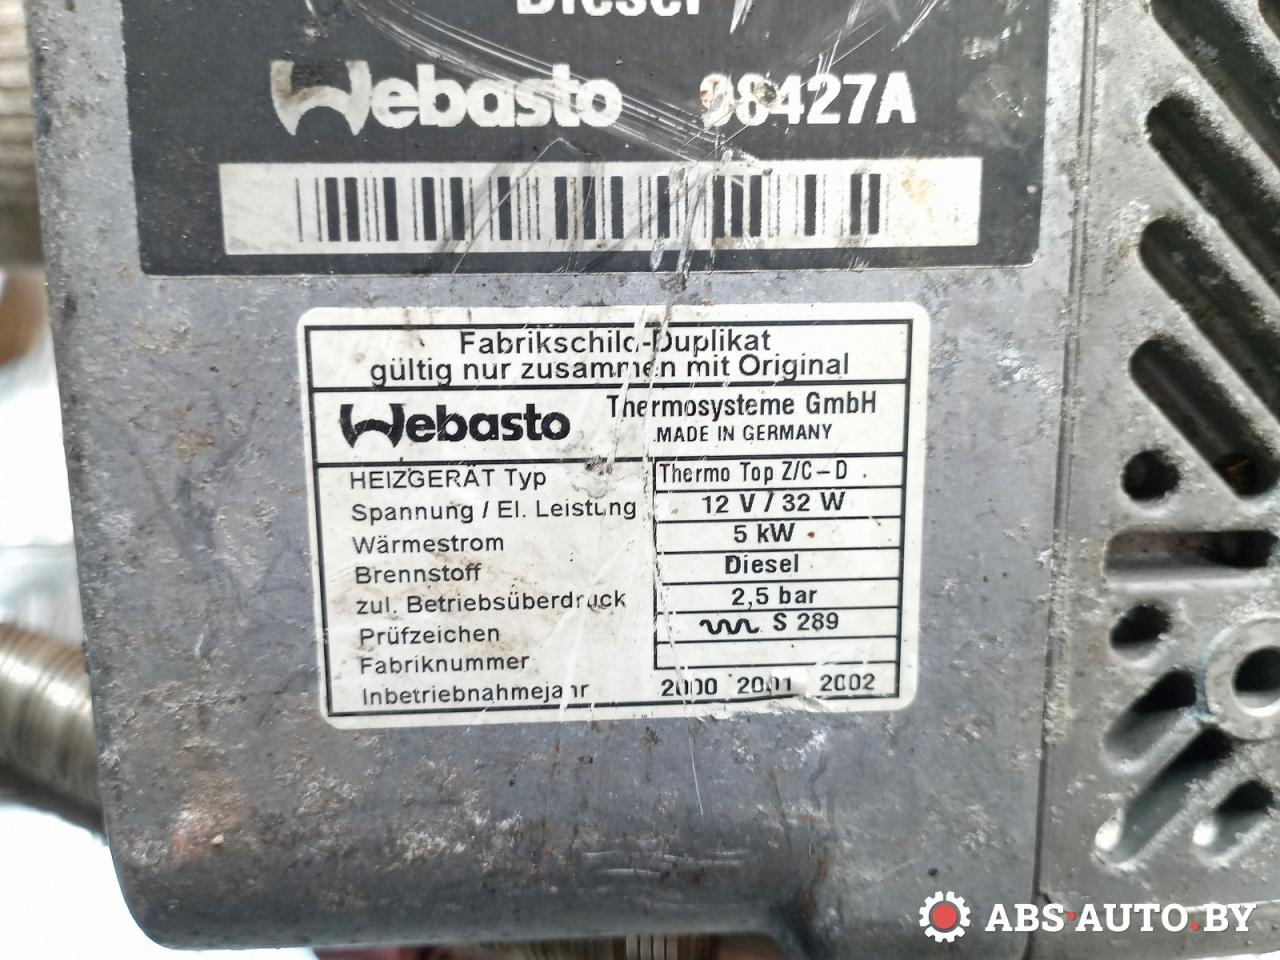 Diesel
Webasto 98427A
Fabrikschild-Duplikat
gültig nur zusammen mit Original
Webasto Thermosysteme GmbH
MADE IN GERMANY
HEIZGERÄT Typ Thermo Top Z/C-D
Spannung / El. Leistung 12 V / 32 W
Wärmestrom 5 kW
Brennstoff Diesel
zul. Betriebsüberdruck 2,5 bar
Prüfzeichen S 289
Fabriknummer
Inbetriebnahmejahr 2000 2001 2002
ABS·AUTO.BY